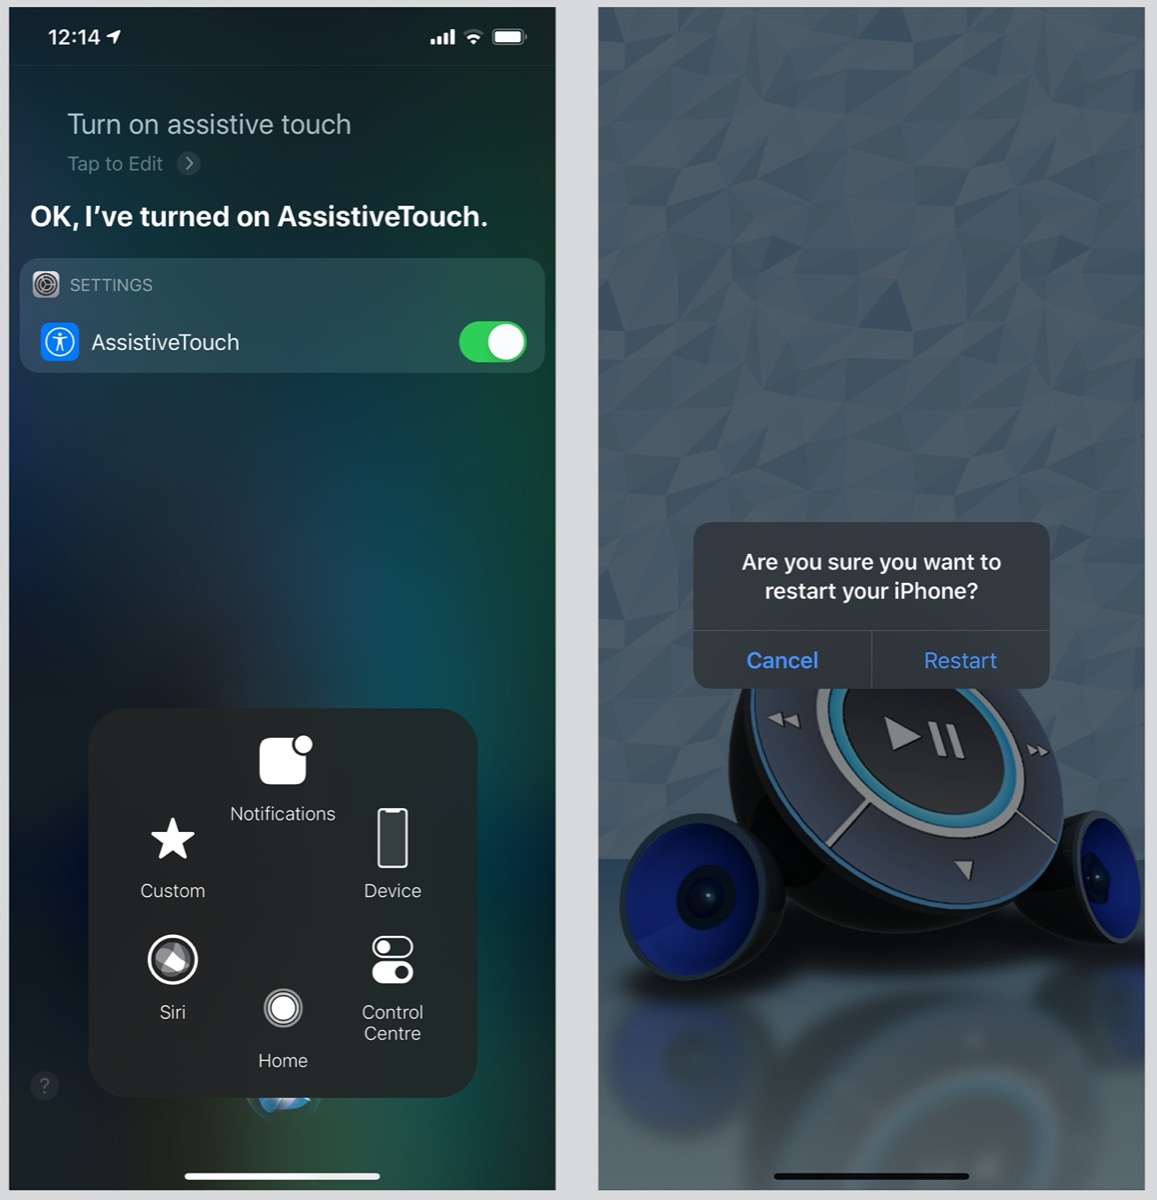 12:14
Turn on assistive touch
Tap to Edit
OK, I’ve turned on AssistiveTouch.
SETTINGS
AssistiveTouch
Notifications
Custom
Device
Siri
Control
Centre
Home
?
Are you sure you want to
restart your iPhone?
Cancel
Restart